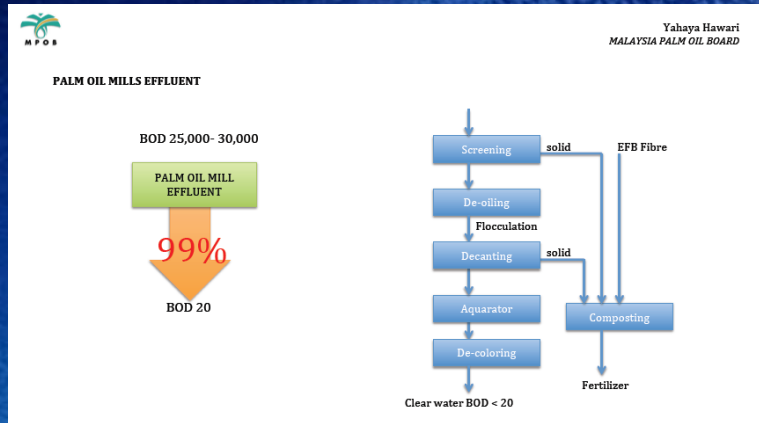 MPOB
Yahaya Hawari
MALAYSIA PALM OIL BOARD
PALM OIL MILLS EFFLUENT
BOD 25,000- 30,000
PALM OIL MILL
EFFLUENT
99%
BOD 20
Screening
solid
EFB Fibre
De-oiling
Flocculation
Decanting
solid
Aquarator
Composting
De-coloring
Fertilizer
Clear water BOD < 20